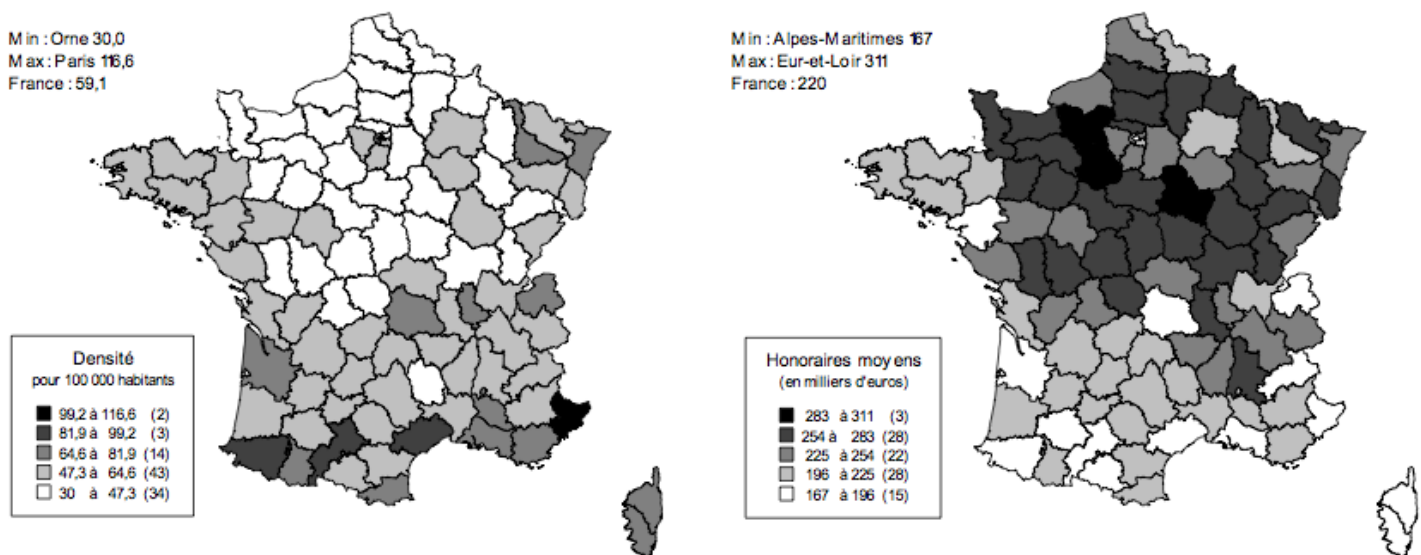 Min : Orne 30,0
Max : Paris 116,6
France : 59,1
Densité
pour 100 000 habitants
99,2 à 116,6 (2)
81,9 à 99,2 (3)
64,6 à 81,9 (14)
47,3 à 64,6 (43)
30 à 47,3 (34)
Min : Alpes-Maritimes 167
Max : Eur-et-Loir 311
France : 220
Honoraires moyens
(en milliers d'euros)
283 à 311 (3)
254 à 283 (28)
225 à 254 (22)
196 à 225 (28)
167 à 196 (15)